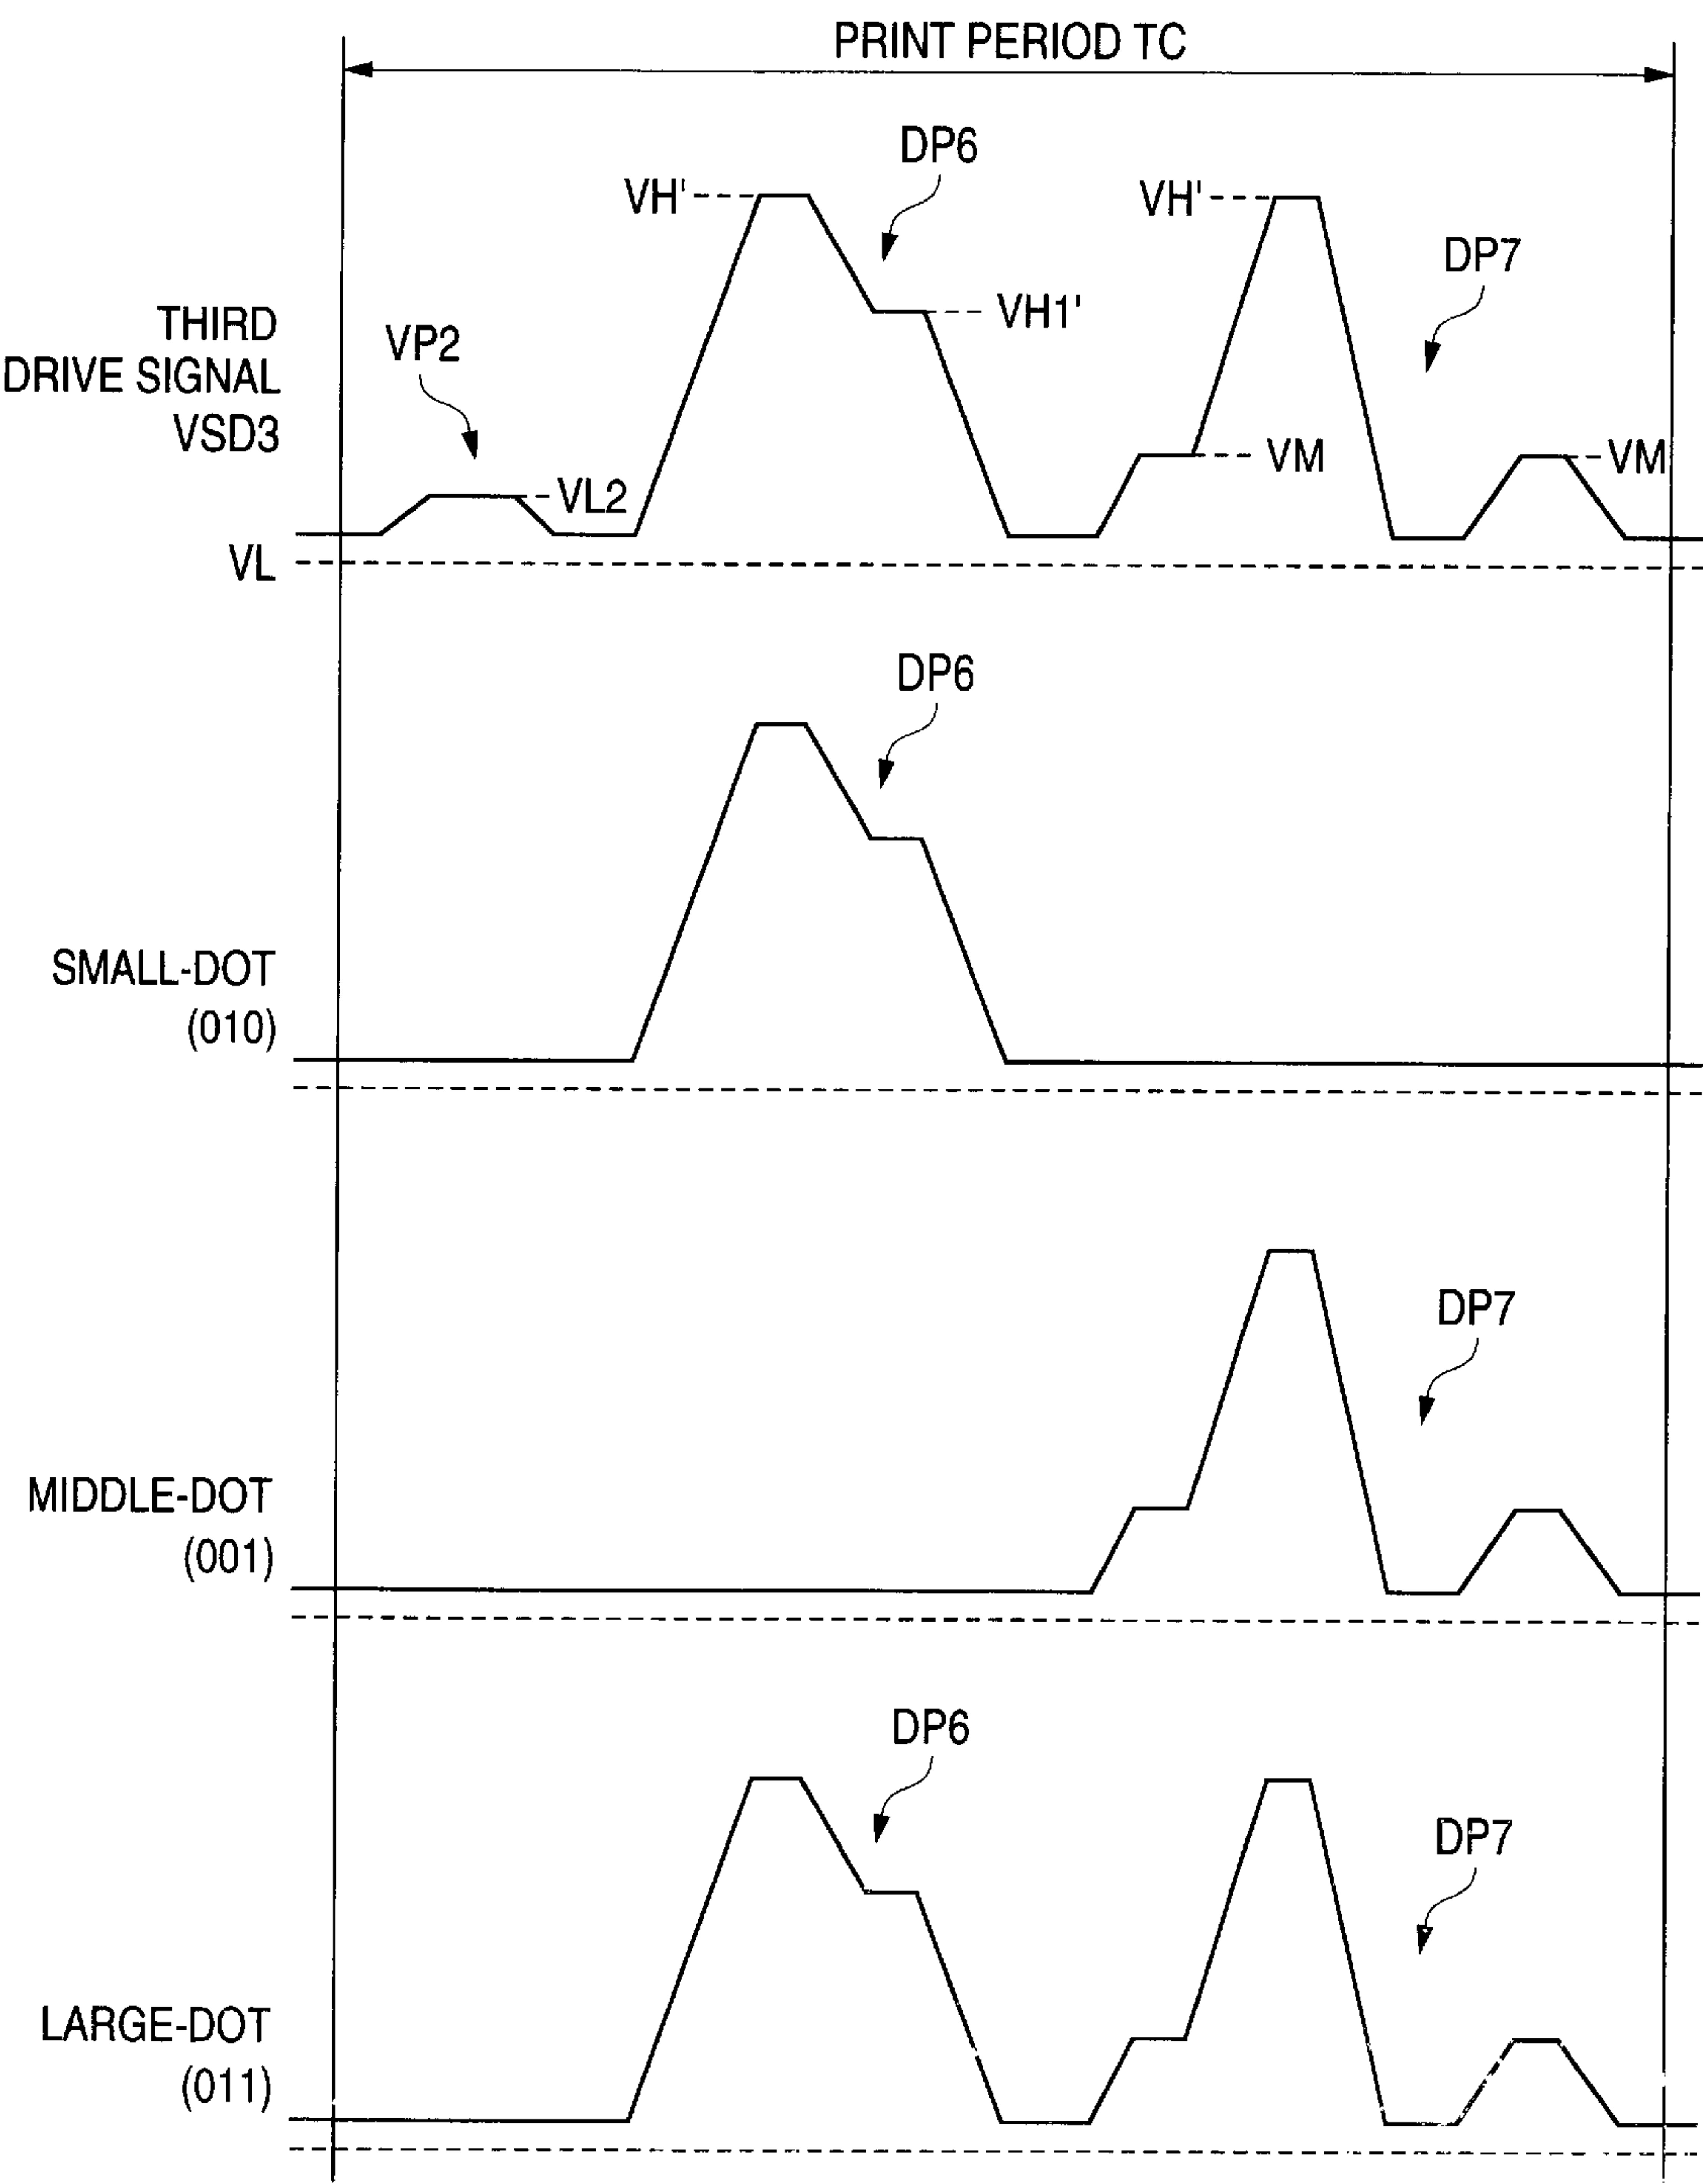 PRINT PERIOD TC
DP6
VH'
VH'
DP7
VH1'
THIRD
DRIVE SIGNAL
VSD3
VP2
VM
VM
VL2
VL
DP6
SMALL-DOT
(010)
DP7
MIDDLE-DOT
(001)
DP6
DP7
LARGE-DOT
(011)